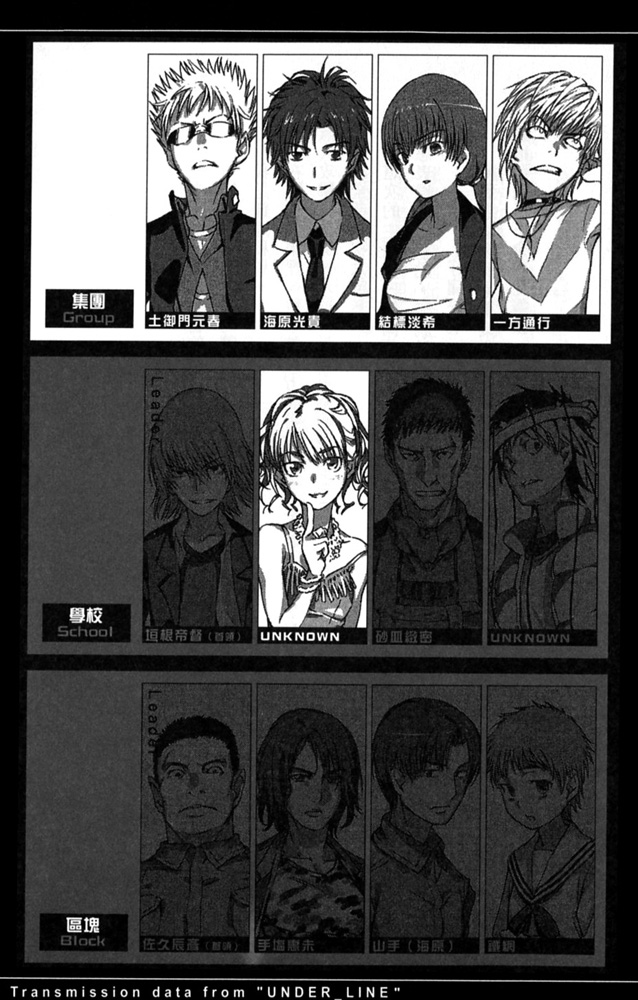 集團
Group
土御門元春
海原光貴
結標淡希
一方通行
Leader
學校
School
垣根帝督（首領）
UNKNOWN
砂皿緻密
UNKNOWN
Leader
區塊
Block
佐久辰彥（首領）
手塩惠未
山手（海原）
鐵網
Transmission data from "UNDER_LINE"